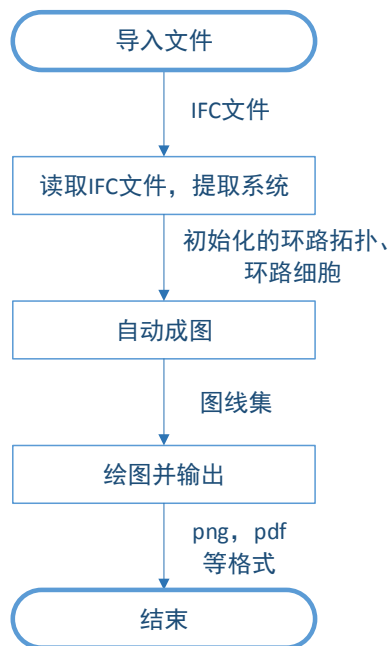 导入文件
IFC文件
读取IFC文件，提取系统
初始化的环路拓扑、
环路细胞
自动成图
图线集
绘图并输出
png，pdf
等格式
结束